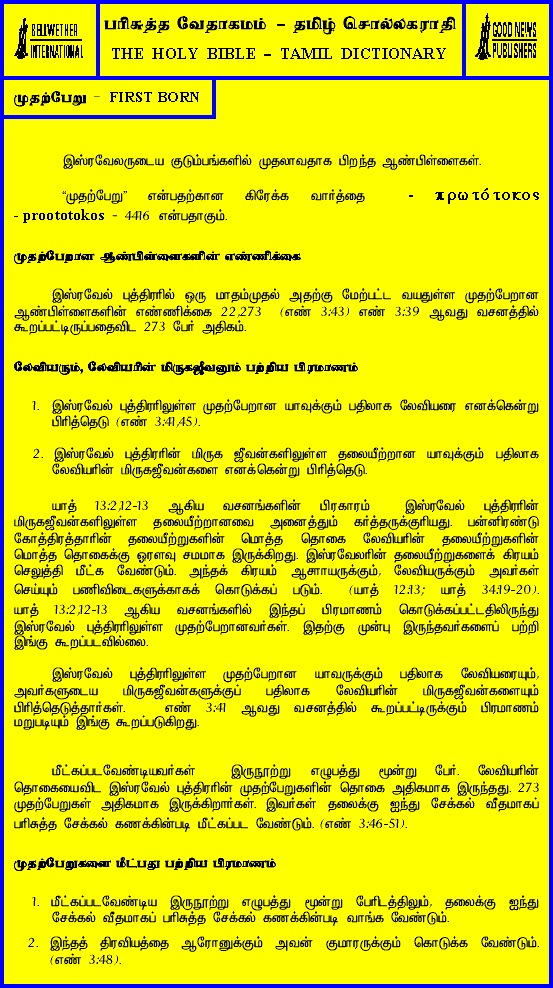 BELLWETHER
INTERNATIONAL
பரிசுத்த வேதாகமம் – தமிழ் சொல்லகராதி
THE HOLY BIBLE – TAMIL DICTIONARY
GOOD NEWS
PUBLISHERS
முதற்பேறு – FIRST BORN
இஸ்ரவேலருடைய குடும்பங்களில் முதலாவதாக பிறந்த ஆண்பிள்ளைகள்.
“முதற்பேறு” என்பதற்கான கிரேக்க வார்த்தை - πρωτότοκος
- prootokos - 4416 என்பதாகும்.
முதற்பேறான ஆண்பிள்ளைகளின் எண்ணிக்கை
இஸ்ரவேல் புத்திரரில் ஒரு மாதம்முதல் அதற்கு மேற்பட்ட வயதுள்ள முதற்பேறான
ஆண்பிள்ளைகளின் எண்ணிக்கை 22,273 (எண் 3:43) எண் 3:39 ஆவது வசனத்தில்
கூறப்பட்டிருப்பதைவிட 273 பேர் அதிகம்.
லேவியரும், லேவியரின் மிருகஜீவனும் பற்றிய பிரமாணம்
1. இஸ்ரவேல் புத்திரரிலுள்ள முதற்பேறான யாவுக்கும் பதிலாக லேவியரை எனக்கென்று
பிரித்தெடு (எண் 3:41,45).
2. இஸ்ரவேல் புத்திரரின் மிருக ஜீவன்களிலுள்ள தலையீற்றான யாவுக்கும் பதிலாக
லேவியரின் மிருகஜீவன்களை எனக்கென்று பிரித்தெடு.
யாத் 13:2,12-13 ஆகிய வசனங்களின் பிரகாரம் இஸ்ரவேல் புத்திரரின்
மிருகஜீவன்களிலுள்ள தலையீற்றானவை அனைத்தும் கர்த்தருக்குரியது. பன்னிரண்டு
கோத்திரத்தாரின் தலையீற்றுகளின் மொத்த தொகை லேவியரின் தலையீற்றுகளின்
மொத்த தொகைக்கு ஓரளவு சமமாக இருக்கிறது. இஸ்ரவேலரின் தலையீற்றுகளைக் கிரயம்
செலுத்தி மீட்க வேண்டும். அந்தக் கிரயம் ஆசாரயருக்கும், லேவியருக்கும் அவர்கள்
செய்யும் பணிவிடைகளுக்காகக் கொடுக்கப் படும். (யாத் 12:13; யாத் 34:19-20).
யாத் 13:2,12-13 ஆகிய வசனங்களில் இந்தப் பிரமாணம் கொடுக்கப்பட்டதிலிருந்து
இஸ்ரவேல் புத்திரரிலுள்ள முதற்பேறானவர்கள். இதற்கு முன்பு இருந்தவர்களைப் பற்றி
இங்கு கூறப்படவில்லை.
இஸ்ரவேல் புத்திரரிலுள்ள முதற்பேறான யாவருக்கும் பதிலாக லேவியரையும்,
அவர்களுடைய மிருகஜீவன்களுக்குப் பதிலாக லேவியரின் மிருகஜீவன்களையும்
பிரித்தெடுத்தார்கள். எண் 3:41 ஆவது வசனத்தில் கூறப்பட்டிருக்கும் பிரமாணம்
மறுபடியும் இங்கு கூறப்படுகிறது.
மீட்கப்படவேண்டியவர்கள் இருநூற்று எழுபத்து மூன்று பேர். லேவியரின்
தொகையைவிட இஸ்ரவேல் புத்திரரின் முதற்பேறுகளின் தொகை அதிகமாக இருந்தது. 273
முதற்பேறுகள் அதிகமாக இருக்கிறார்கள். இவர்கள் தலைக்கு ஐந்து சேக்கல் வீதமாகப்
பரிசுத்த சேக்கல் கணக்கின்படி மீட்கப்பட வேண்டும். (எண் 3:46-51).
முதற்பேறுகளை மீட்பது பற்றிய பிரமாணம்
1. மீட்கப்படவேண்டிய இருநூற்று எழுபத்து மூன்று பேரிடத்திலும், தலைக்கு ஐந்து
சேக்கல் வீதமாகப் பரிசுத்த சேக்கல் கணக்கின்படி வாங்க வேண்டும்.
2. இந்தத் திரவியத்தை ஆரோனுக்கும் அவன் குமாரருக்கும் கொடுக்க வேண்டும்.
(எண் 3:48).